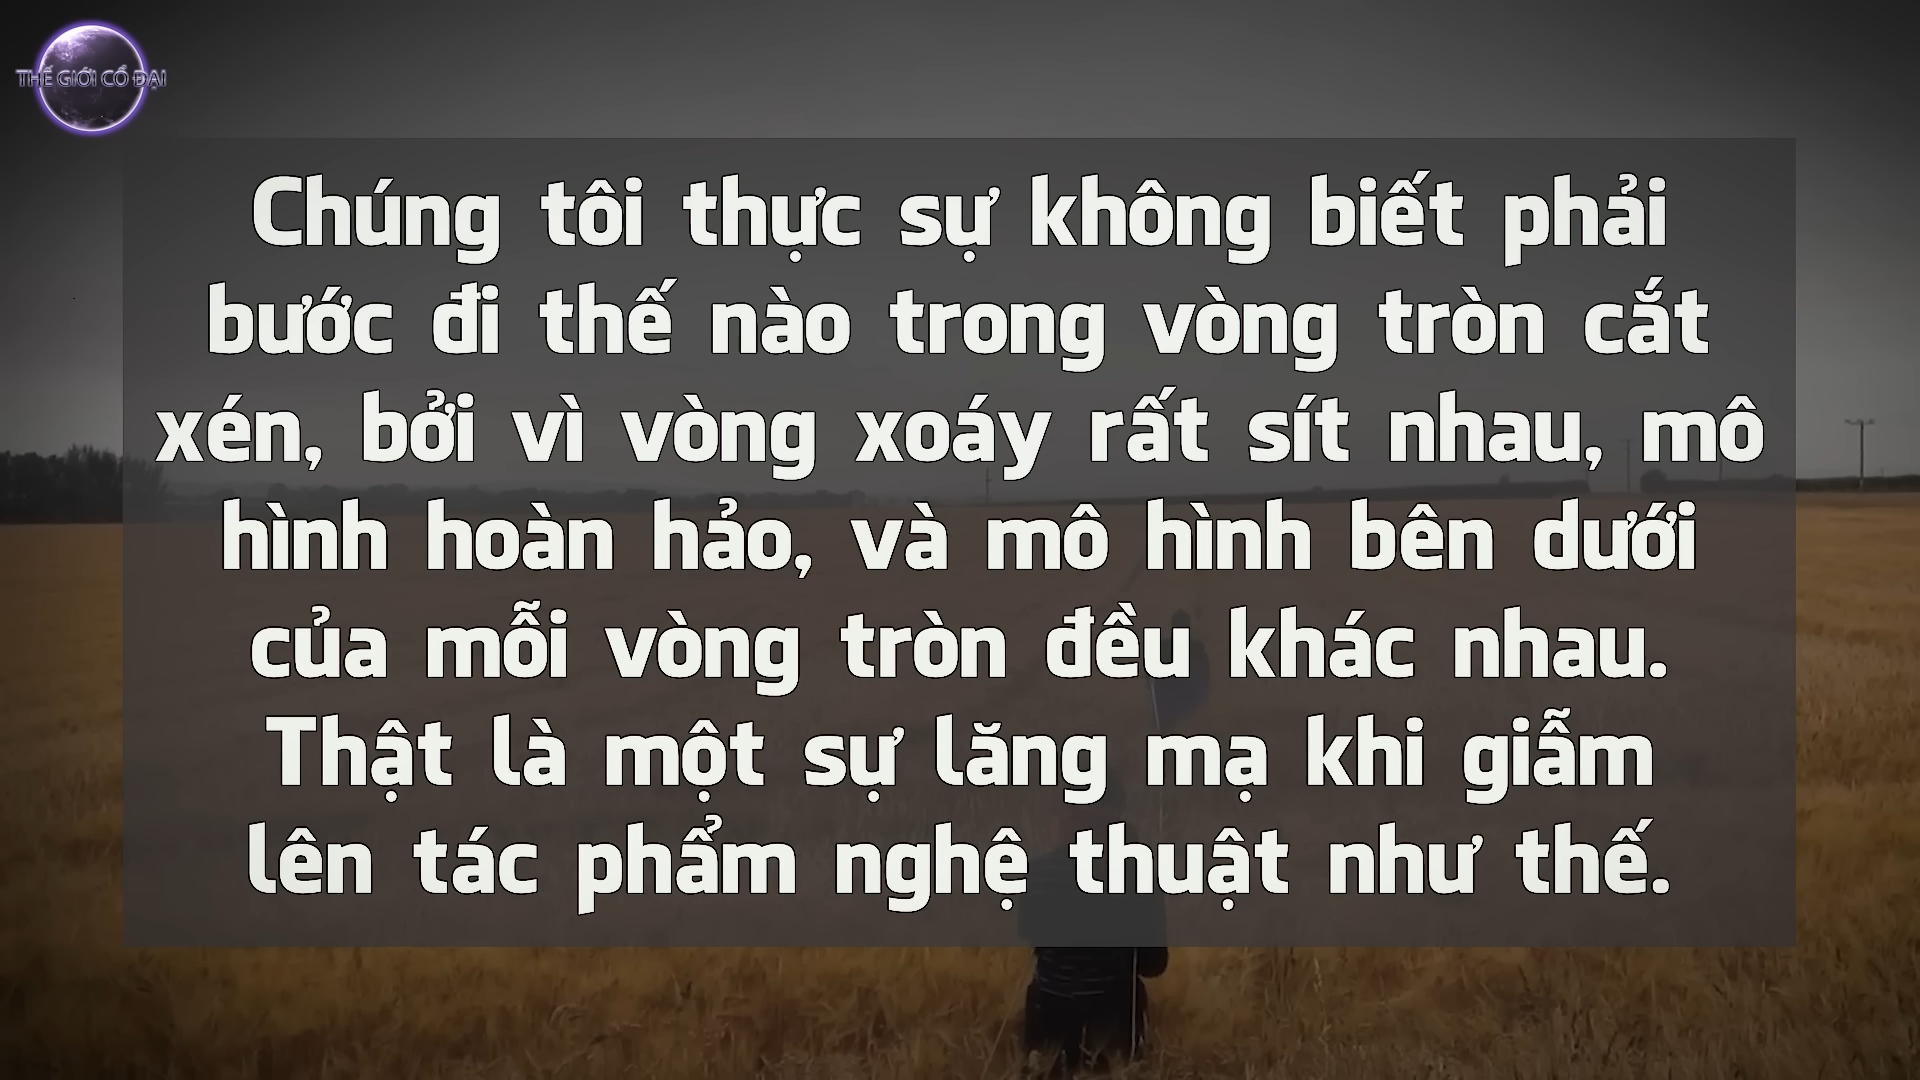 THẾ GIỚI CỔ ĐẠI
Chúng tôi thực sự không biết phải
bước đi thế nào trong vòng tròn cắt
xén, bởi vì vòng xoáy rất sít nhau, mô
hình hoàn hảo, và mô hình bên dưới
của mỗi vòng tròn đều khác nhau.
Thật là một sự lăng mạ khi giẫm
lên tác phẩm nghệ thuật như thế.